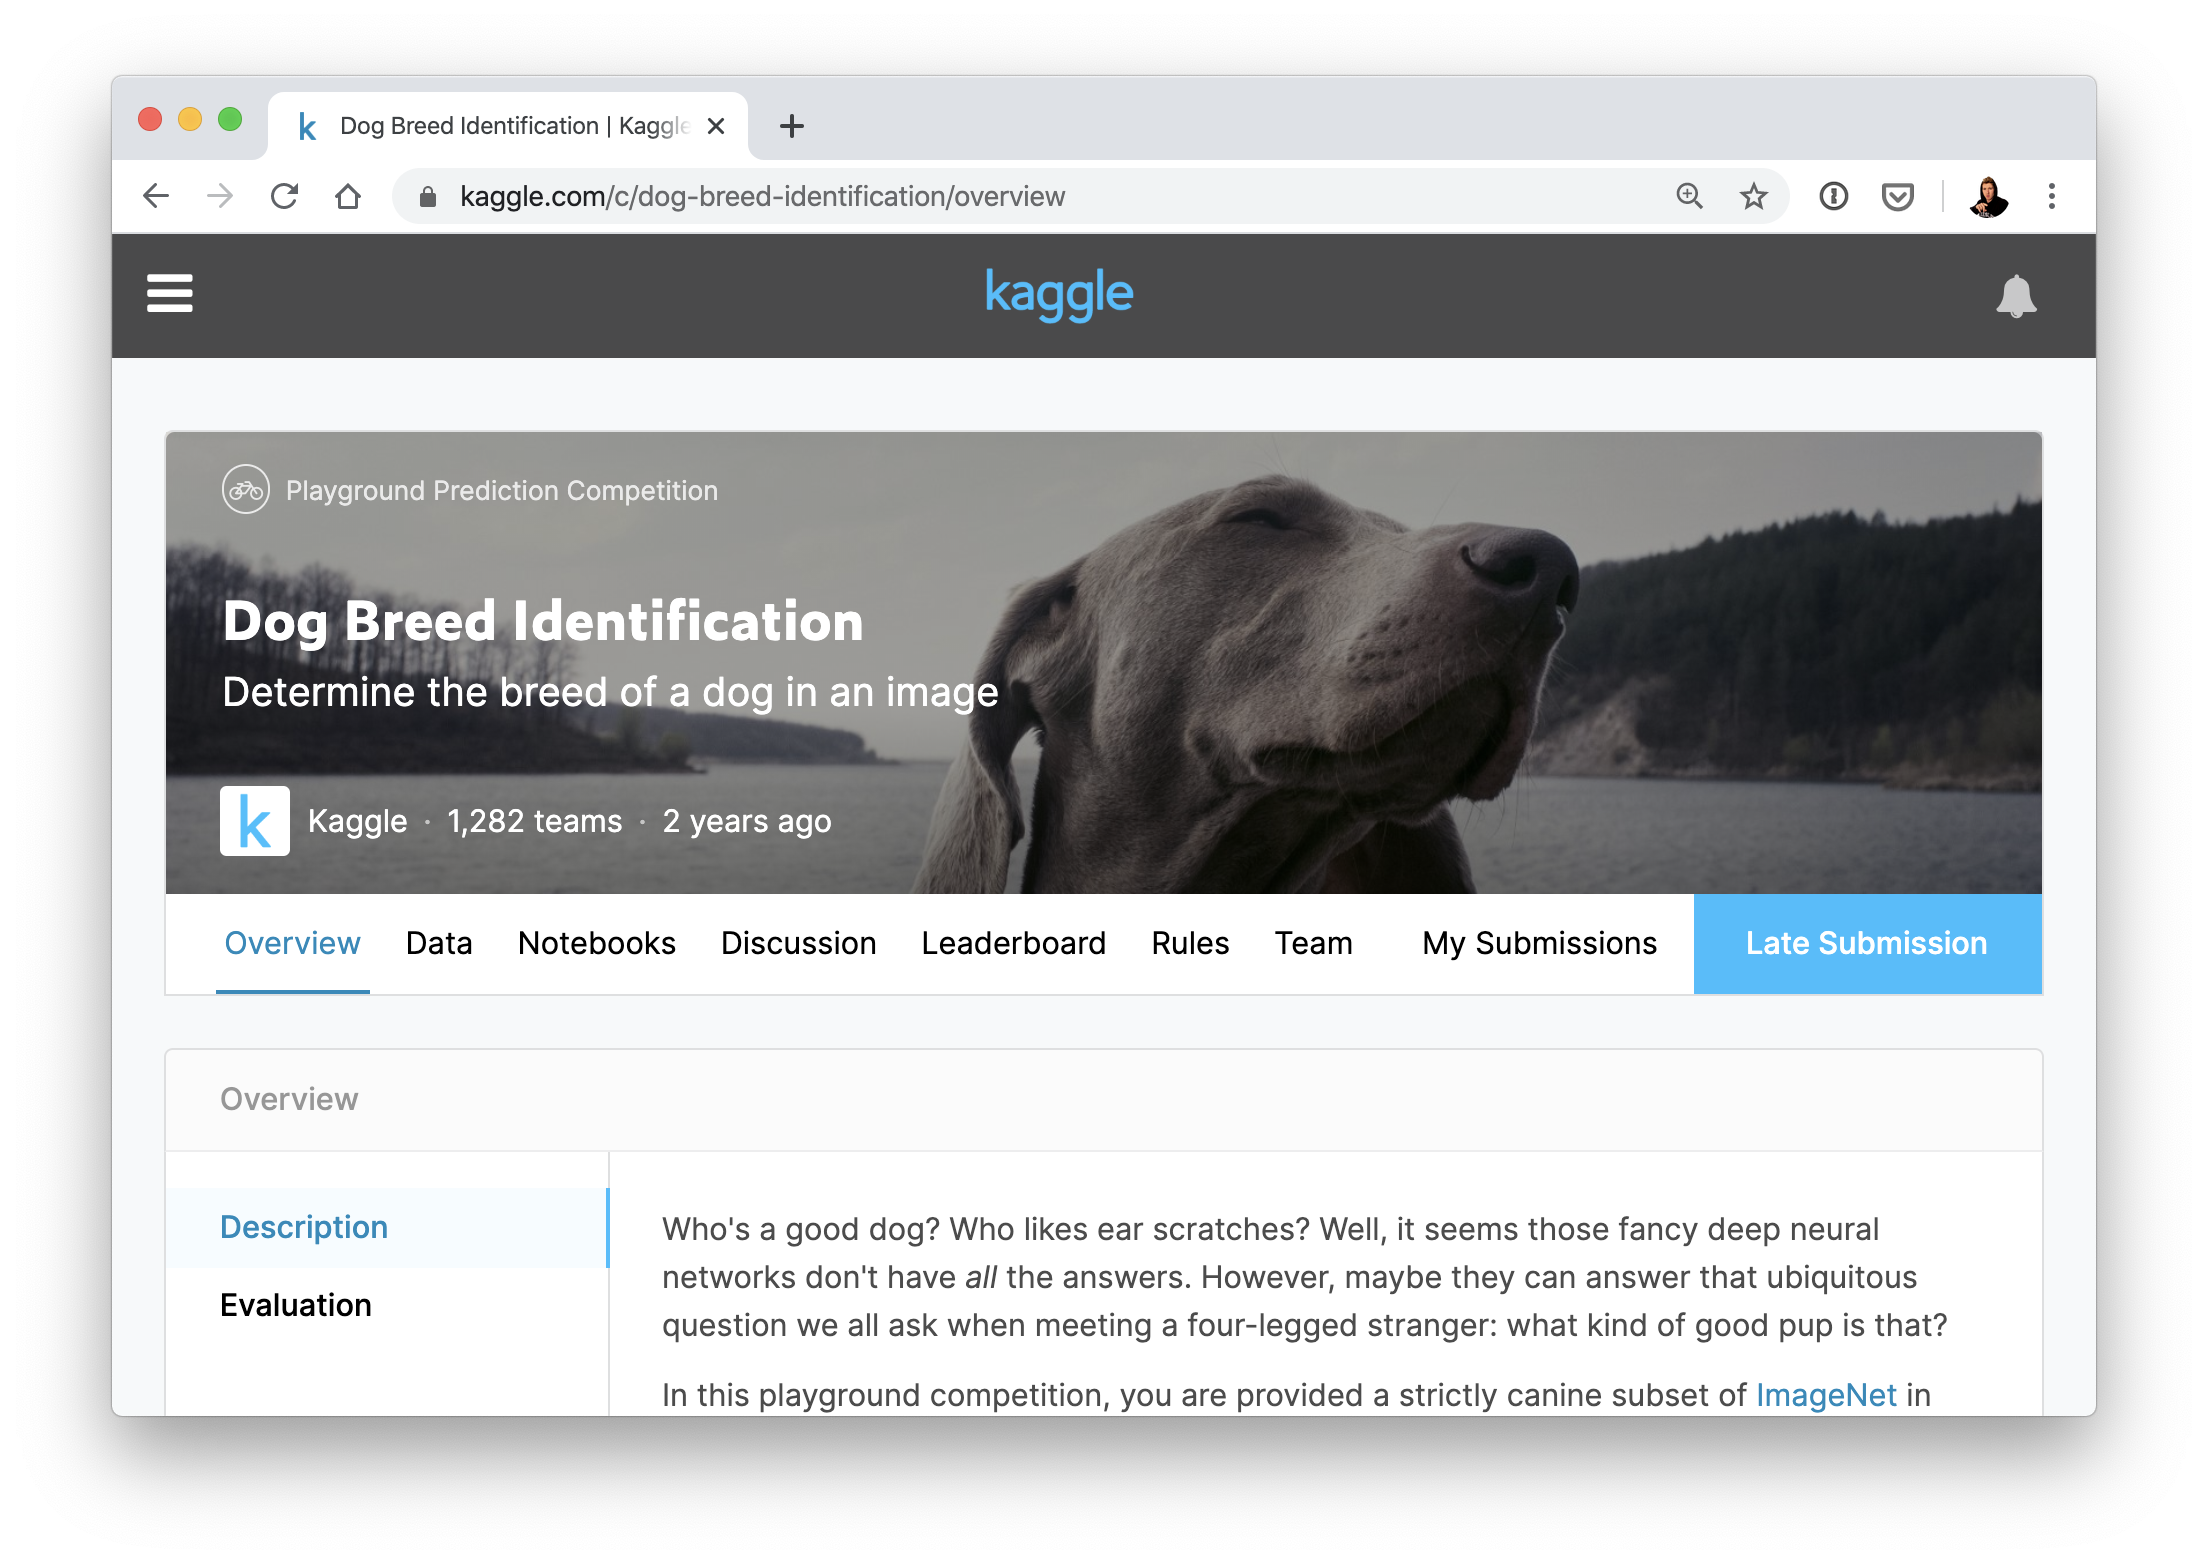 Dog Breed Identification | Kaggle
kaggle.com/c/dog-breed-identification/overview
kaggle
Playground Prediction Competition
Dog Breed Identification
Determine the breed of a dog in an image
k Kaggle · 1,282 teams · 2 years ago
Overview Data Notebooks Discussion Leaderboard Rules Team My Submissions Late Submission
Overview
Description
Evaluation
Who's a good dog? Who likes ear scratches? Well, it seems those fancy deep neural
networks don't have all the answers. However, maybe they can answer that ubiquitous
question we all ask when meeting a four-legged stranger: what kind of good pup is that?
In this playground competition, you are provided a strictly canine subset of ImageNet in